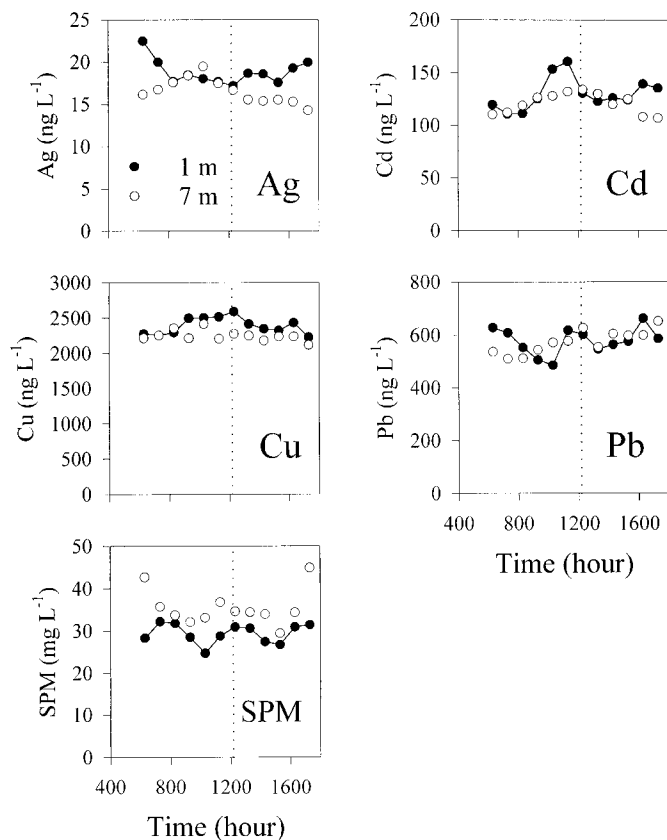 25
20
15
10
5
0
Ag (ng L⁻¹)
1 m
7 m
Ag
200
150
100
50
0
Cd (ng L⁻¹)
Cd
3000
2500
2000
1500
1000
500
0
Cu (ng L⁻¹)
Cu
800
600
400
200
0
Pb (ng L⁻¹)
Pb
400 800 1200 1600
Time (hour)
50
40
30
20
10
0
SPM (mg L⁻¹)
SPM
400 800 1200 1600
Time (hour)